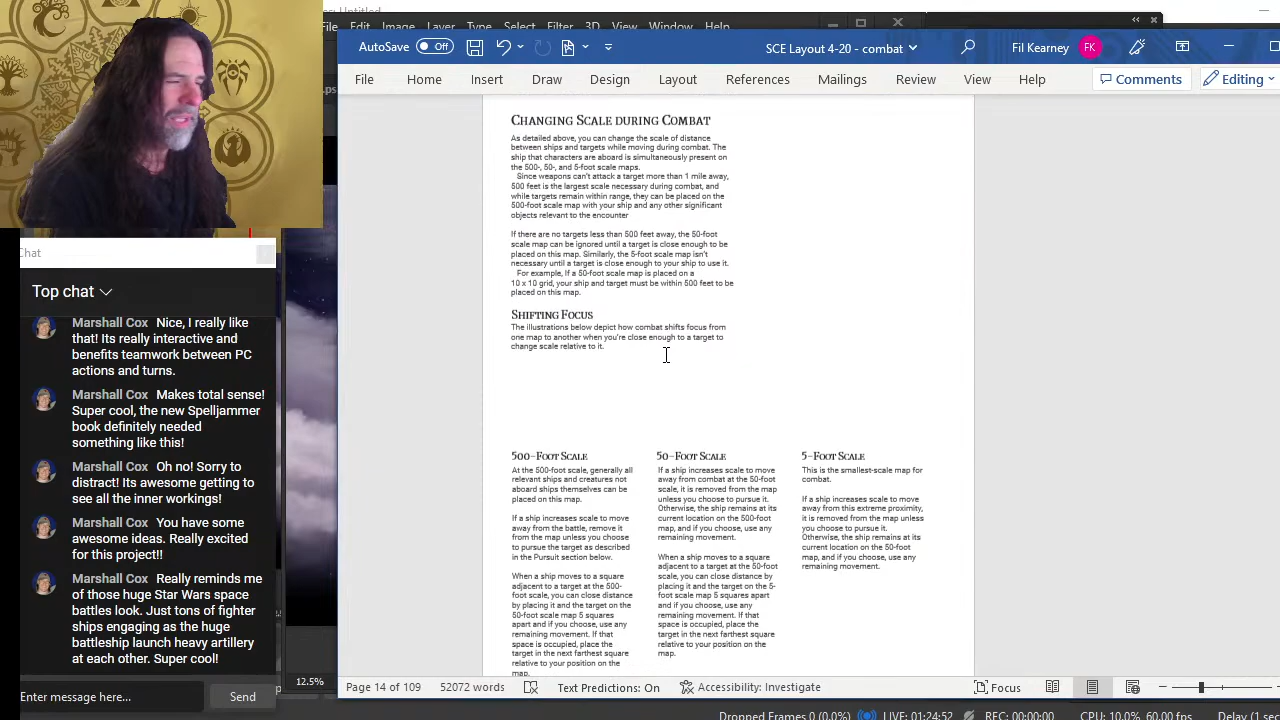 s: Untitled
File Edit Image Layer Type Select Filter 3D View Window
AutoSave Off
SCE Layout 4-20 - combat
Fil Kearney FK
File Home Insert Draw Design Layout References Mailings Review View Help Comments Editing
.ps
Chat
Top chat
Marshall Cox Nice, I really like
that! Its really interactive and
benefits teamwork between PC
actions and turns.
Marshall Cox Makes total sense!
Super cool, the new Spelljammer
book definitely needed
something like this!
Marshall Cox Oh no! Sorry to
distract! Its awesome getting to
see all the inner workings!
Marshall Cox You have some
awesome ideas. Really excited
for this project!!
Marshall Cox Really reminds me
of those huge Star Wars space
battles look. Just tons of fighter
ships engaging as the huge
battleship launch heavy artillery
at each other. Super cool!
Enter message here...
Send
12.5%
Changing Scale during Combat
As detailed above, you can change the scale of distance
between ships and targets while moving during combat. The
ship that characters are aboard is simultaneously present on
the 500-, 50-, and 5-foot scale maps.
Since weapons can't attack a target more than 1 mile away,
500 feet is the largest scale necessary during combat, and
while targets remain within range, they can be placed on the
500-foot scale map with your ship and any other significant
objects relevant to the encounter
If there are no targets less than 500 feet away, the 50-foot
scale map can be ignored until a target is close enough to be
placed on this map. Similarly, the 5-foot scale map isn't
necessary until a target is close enough to your ship to use it.
For example, If a 50-foot scale map is placed on a
10 x 10 grid, your ship and target must be within 500 feet to be
placed on this map.
Shifting Focus
The illustrations below depict how combat shifts focus from
one map to another when you're close enough to a target to
change scale relative to it.
500-Foot Scale
At the 500-foot scale, generally all
relevant ships and creatures not
aboard ships themselves can be
placed on this map.
If a ship increases scale to move
away from the battle, remove it
from the map unless you choose
to pursue the target as described
in the Pursuit section below.
When a ship moves to a square
adjacent to a target at the 500-
foot scale, you can close distance
by placing it and the target on the
50-foot scale map 5 squares
apart and if you choose, use any
remaining movement. If that
space is occupied, place the
target in the next farthest square
relative to your position on the
map.
50-Foot Scale
If a ship increases scale to move
away from combat at the 50-foot
scale, it is removed from the map
unless you choose to pursue it.
Otherwise, the ship remains at its
current location on the 500-foot
map, and if you choose, use any
remaining movement.
When a ship moves to a square
adjacent to a target at the 50-foot
scale, you can close distance by
placing it and the target on the 5-
foot scale map 5 squares apart
and if you choose, use any
remaining movement. If that
space is occupied, place the
target in the next farthest square
relative to your position on the
map.
5-Foot Scale
This is the smallest-scale map for
combat.
If a ship increases scale to move
away from this extreme proximity,
it is removed from the map unless
you choose to pursue it.
Otherwise, the ship remains at its
current location on the 50-foot
map, and if you choose, use any
remaining movement.
Page 14 of 109 52072 words Text Predictions: On Accessibility: Investigate Focus
Dropped Frames 0 (0.0%) LIVE: 01:24:52 REC: 00:00:00 CPU: 10.0%, 60.00 fps Delay (1 sec